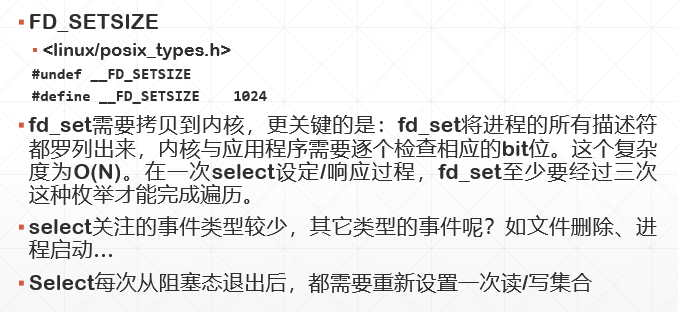 FD_SETSIZE
<linux/posix_types.h>
#undef __FD_SETSIZE
#define __FD_SETSIZE 1024
fd_set需要拷贝到内核，更关键的是：fd_set将进程的所有描述符
都罗列出来，内核与应用程序需要逐个检查相应的bit位。这个复杂
度为O(N)。在一次select设定/响应过程，fd_set至少要经过三次
这种枚举才能完成遍历。
select关注的事件类型较少，其它类型的事件呢？如文件删除、进
程启动...
Select每次从阻塞态退出后，都需要重新设置一次读/写集合